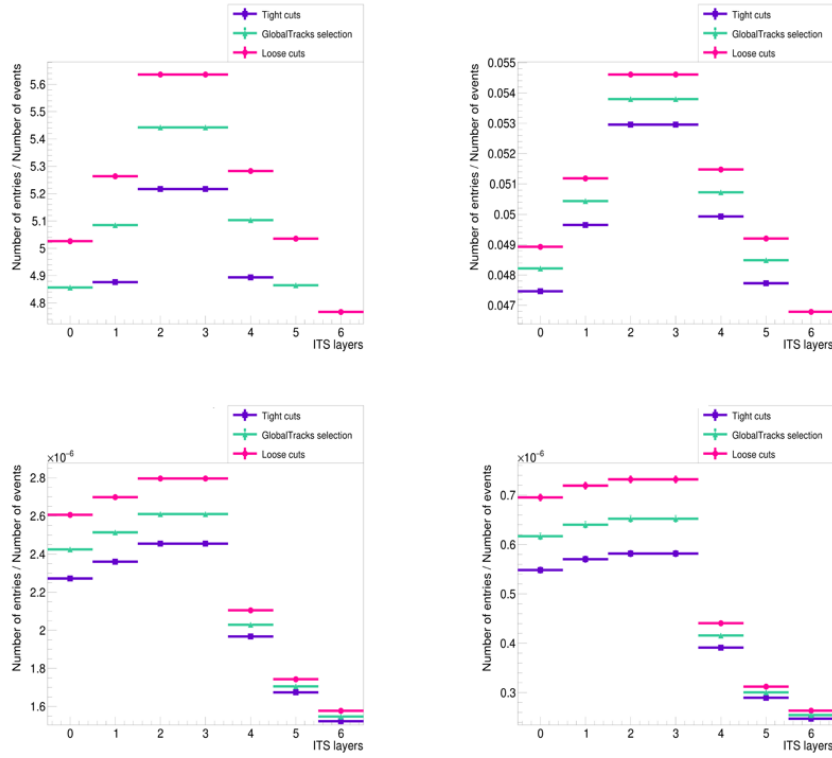 Tight cuts
GlobalTracks selection
Loose cuts
Number of entries / Number of events
5.6
5.5
5.4
5.3
5.2
5.1
5
4.9
4.8
0 1 2 3 4 5 6
ITS layers
Tight cuts
GlobalTracks selection
Loose cuts
Number of entries / Number of events
0.055
0.054
0.053
0.052
0.051
0.05
0.049
0.048
0.047
0 1 2 3 4 5 6
ITS layers
Tight cuts
GlobalTracks selection
Loose cuts
×10⁻⁶
Number of entries / Number of events
2.8
2.6
2.4
2.2
2
1.8
1.6
0 1 2 3 4 5 6
ITS layers
Tight cuts
GlobalTracks selection
Loose cuts
×10⁻⁶
Number of entries / Number of events
0.7
0.6
0.5
0.4
0.3
0 1 2 3 4 5 6
ITS layers